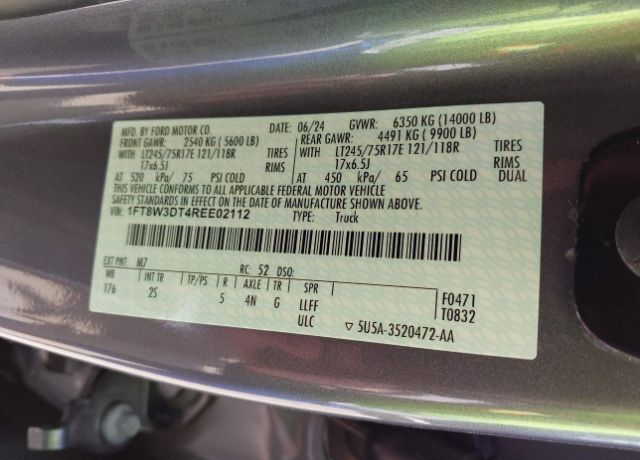 MFD. BY FORD MOTOR CO. DATE: 06/24 GVWR: 6350 KG (14000 LB)
FRONT GAWR: 2540 KG (5600 LB) REAR GAWR: 4491 KG (9900 LB)
WITH LT245/75R17E 121/118R TIRES WITH LT245/75R17E 121/118R TIRES
17x6.5J RIMS 17x6.5J RIMS
AT 520 kPa/ 75 PSI COLD AT 450 kPa/ 65 PSI COLD DUAL
THIS VEHICLE CONFORMS TO ALL APPLICABLE FEDERAL MOTOR VEHICLE
SAFETY STANDARDS IN EFFECT ON THE DATE OF MANUFACTURE SHOWN ABOVE.
VIN: 1FT8W3DT4REE02112 TYPE: Truck
EXT PNT: M7 RC: 52 DSO:
WB INT TR TP/PS R AXLE TR SPR
176 2S 5 4N G LLFF F0471
ULC T0832
▽ 5U5A-3520472-AA